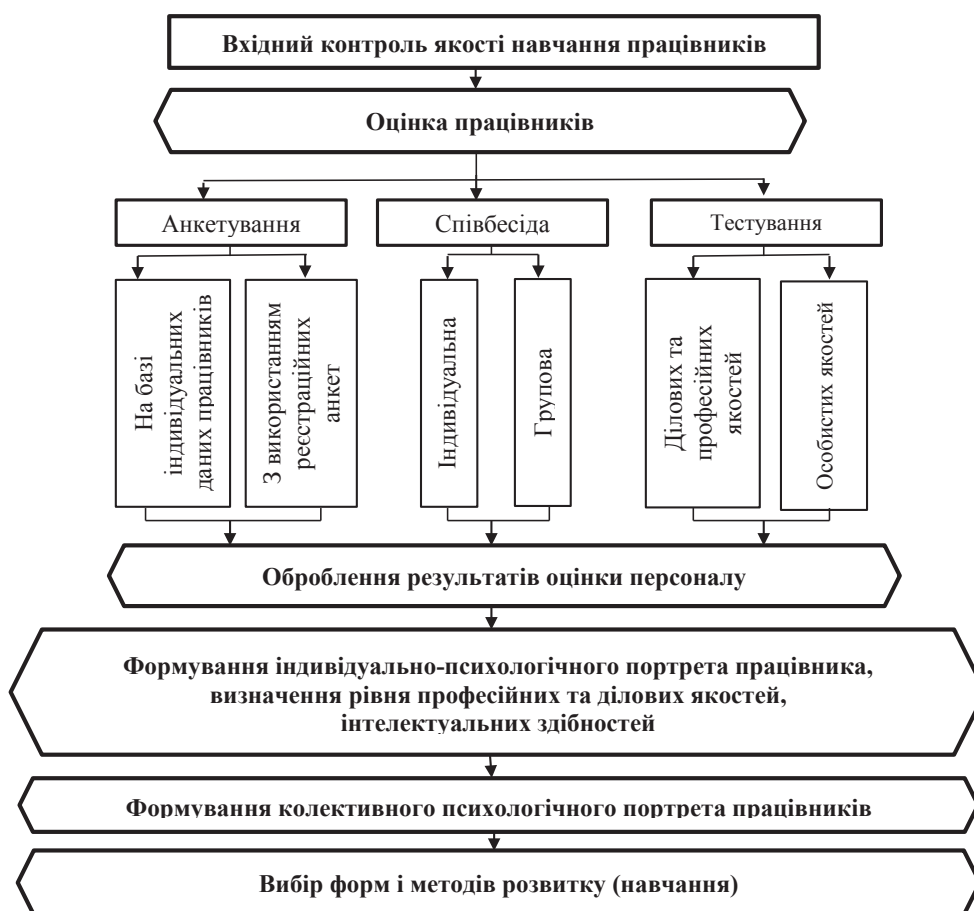 Вхідний контроль якості навчання працівників
Оцінка працівників
Анкетування
Співбесіда
Тестування
На базі
індивідуальних
даних працівників
З використанням
реєстраційних
анкет
Індивідуальна
Групова
Ділових та
професійних
якостей
Особистих якостей
Оброблення результатів оцінки персоналу
Формування індивідуально-психологічного портрета працівника,
визначення рівня професійних та ділових якостей,
інтелектуальних здібностей
Формування колективного психологічного портрета працівників
Вибір форм і методів розвитку (навчання)